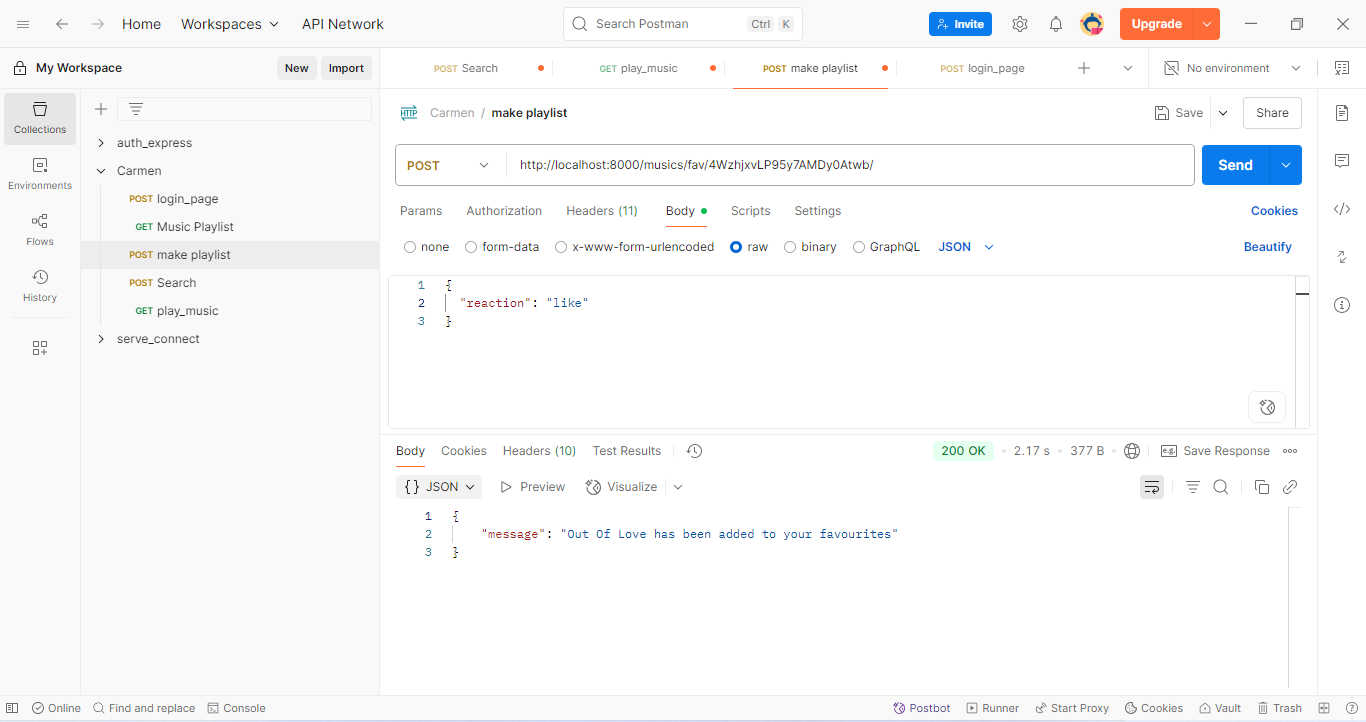 Home Workspaces API Network Search Postman Ctrl K Invite Upgrade
My Workspace New Import POST Search GET play_music POST make playlist POST login_page No environment
Collections
Environments
Flows
History
auth_express
Carmen
POST login_page
GET Music Playlist
POST make playlist
POST Search
GET play_music
serve_connect
HTTP Carmen / make playlist Save Share
POST http://localhost:8000/musics/fav/4WzhjxvLP95y7AMDy0Atwb/ Send
Params Authorization Headers (11) Body Scripts Settings Cookies
none form-data x-www-form-urlencoded raw binary GraphQL JSON Beautify
1 {
2 "reaction": "like"
3 }
Body Cookies Headers (10) Test Results 200 OK 2.17 s 377 B e.g. Save Response
{} JSON Preview Visualize
1 {
2 "message": "Out Of Love has been added to your favourites"
3 }
Online Find and replace Console Postbot Runner Start Proxy Cookies Vault Trash